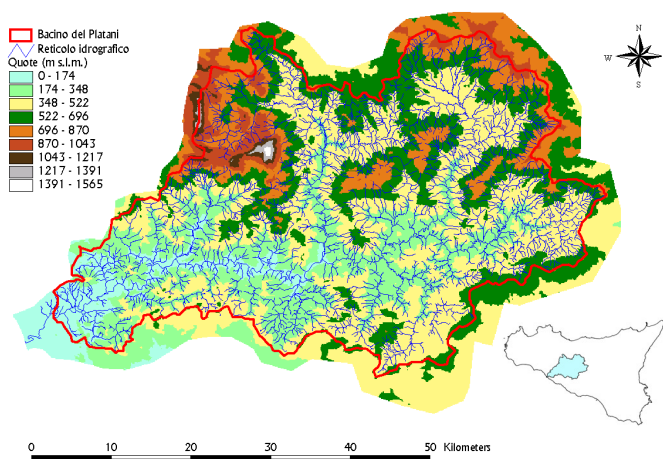 Bacino del Platani
Reticolo idrografico
Quote (m s.l.m.)
0 - 174
174 - 348
348 - 522
522 - 696
696 - 870
870 - 1043
1043 - 1217
1217 - 1391
1391 - 1565
N
W E
S
0 10 20 30 40 50 Kilometers